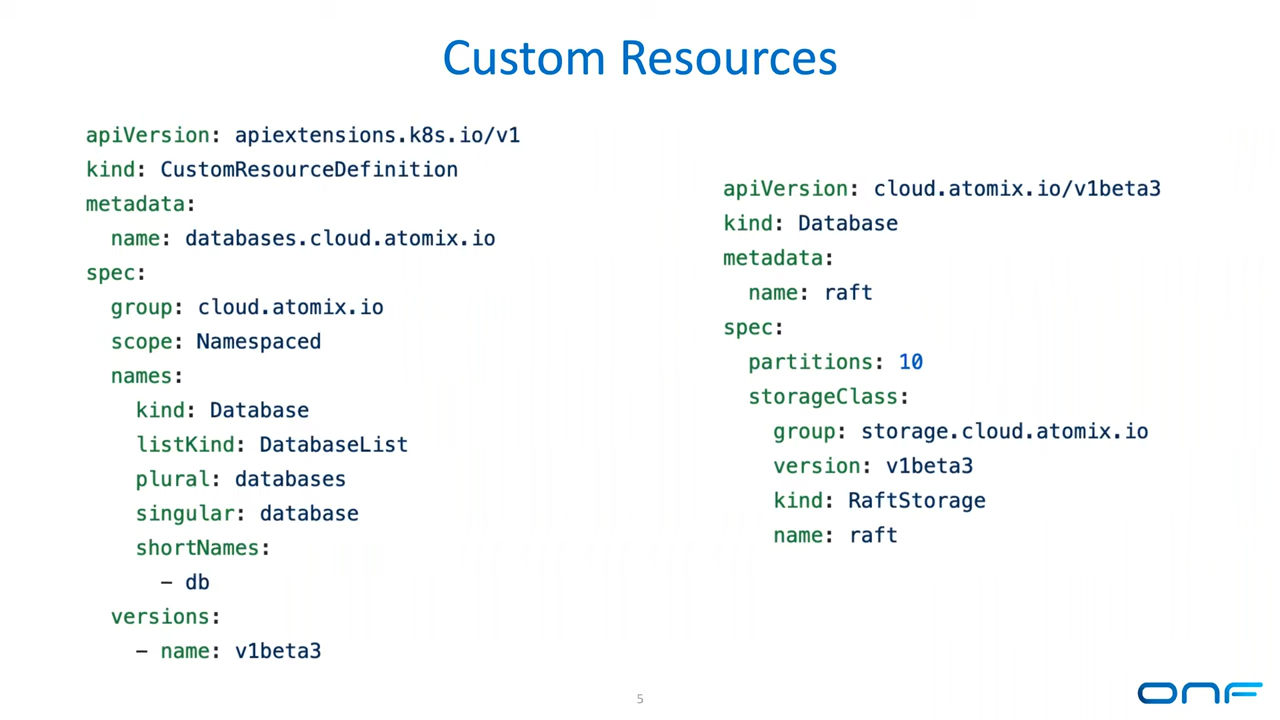 Custom Resources
apiVersion: apiextensions.k8s.io/v1
kind: CustomResourceDefinition
metadata:
  name: databases.cloud.atomix.io
spec:
  group: cloud.atomix.io
  scope: Namespaced
  names:
    kind: Database
    listKind: DatabaseList
    plural: databases
    singular: database
    shortNames:
      - db
  versions:
    - name: v1beta3
apiVersion: cloud.atomix.io/v1beta3
kind: Database
metadata:
  name: raft
spec:
  partitions: 10
  storageClass:
    group: storage.cloud.atomix.io
    version: v1beta3
    kind: RaftStorage
    name: raft
5
ONF